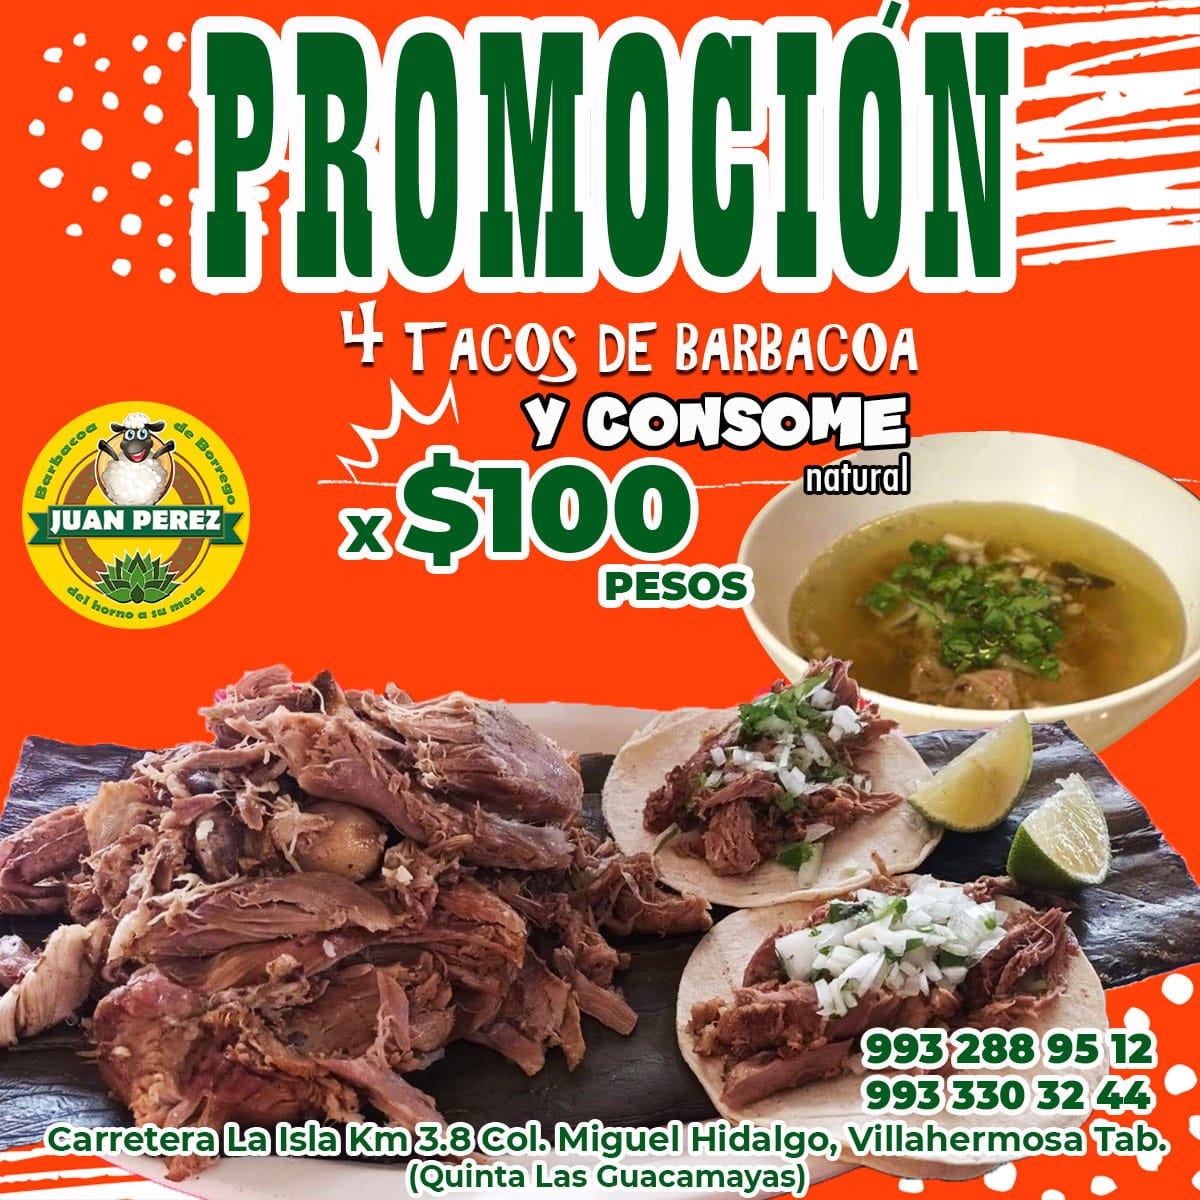 PROMOCIÓN
4 TACOS DE BARBACOA
Y CONSOME
natural
x $100
PESOS
Barbacoa de Borrego
JUAN PEREZ
del horno a su mesa
993 288 95 12
993 330 32 44
Carretera La Isla Km 3.8 Col. Miguel Hidalgo, Villahermosa Tab.
(Quinta Las Guacamayas)